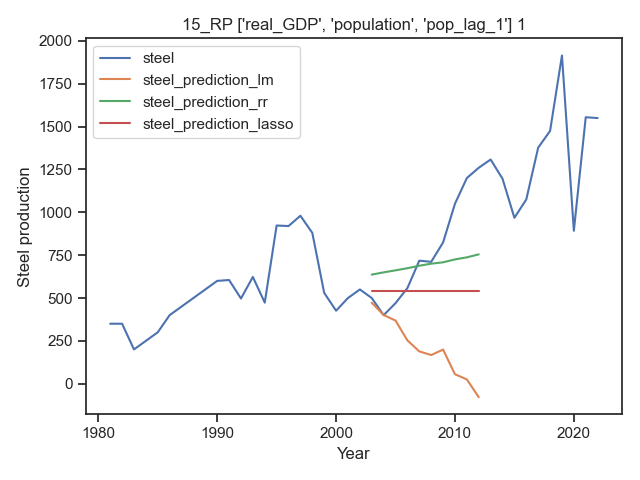 15_RP ['real_GDP', 'population', 'pop_lag_1'] 1
2000
1750
1500
1250
1000
750
500
250
0
Steel production
steel
steel_prediction_lm
steel_prediction_rr
steel_prediction_lasso
1980
1990
2000
2010
2020
Year